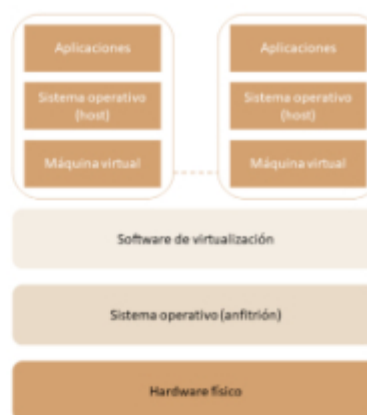 Aplicaciones
Sistema operativo
(host)
Máquina virtual
Aplicaciones
Sistema operativo
(host)
Máquina virtual
Software de virtualización
Sistema operativo (anfitrión)
Hardware físico